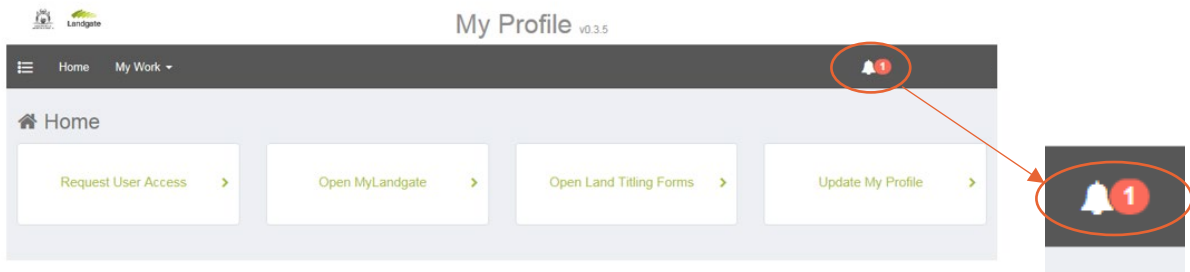 Landgate
My Profile v0.3.5
Home My Work
1
Home
Request User Access
Open MyLandgate
Open Land Titling Forms
Update My Profile
1